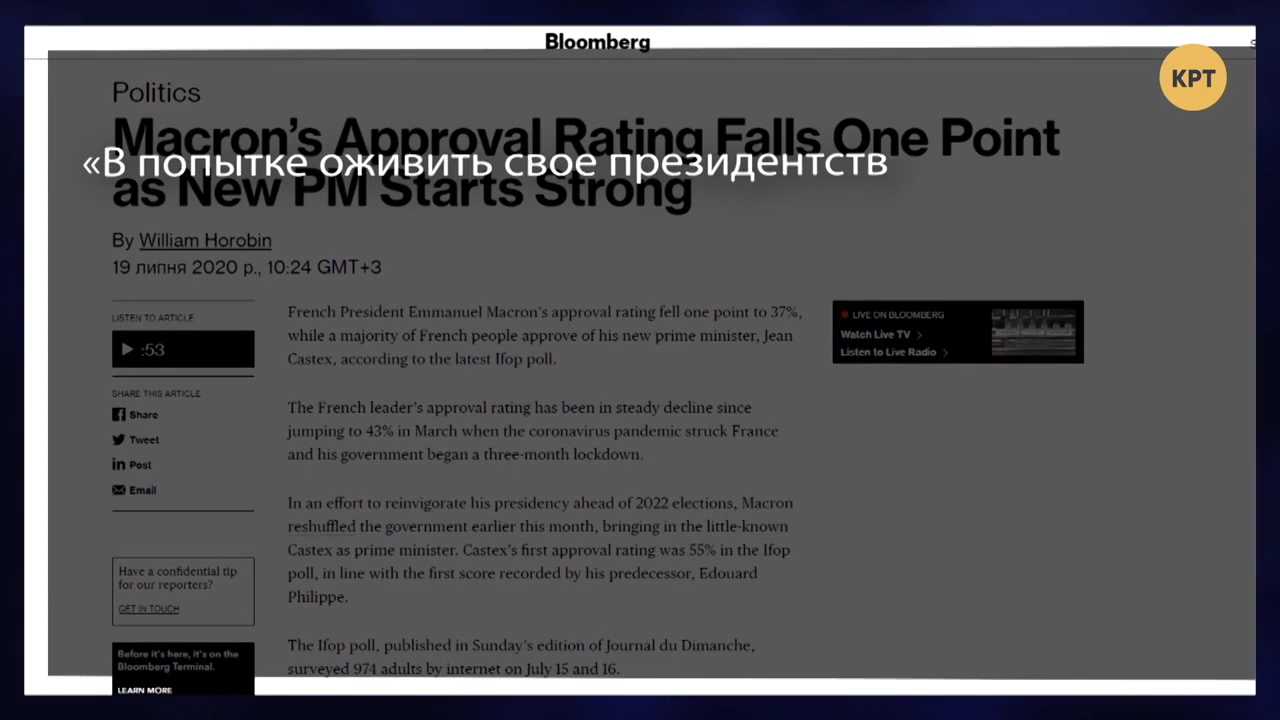 Bloomberg
КРТ
Politics
Macron's Approval Rating Falls One Point
as New PM Starts Strong
«В попытке оживить свое президентств
By William Horobin
19 липня 2020 р., 10:24 GMT+3
LISTEN TO ARTICLE
:53
SHARE THIS ARTICLE
Share
Tweet
Post
Email
Have a confidential tip
for our reporters?
GET IN TOUCH
Before it's here, it's on the
Bloomberg Terminal.
LEARN MORE
French President Emmanuel Macron's approval rating fell one point to 37%,
while a majority of French people approve of his new prime minister, Jean
Castex, according to the latest Ifop poll.
The French leader's approval rating has been in steady decline since
jumping to 43% in March when the coronavirus pandemic struck France
and his government began a three-month lockdown.
In an effort to reinvigorate his presidency ahead of 2022 elections, Macron
reshuffled the government earlier this month, bringing in the little-known
Castex as prime minister. Castex's first approval rating was 55% in the Ifop
poll, in line with the first score recorded by his predecessor, Edouard
Philippe.
The Ifop poll, published in Sunday's edition of Journal du Dimanche,
surveyed 974 adults by internet on July 15 and 16.
LIVE ON BLOOMBERG
Watch Live TV
Listen to Live Radio